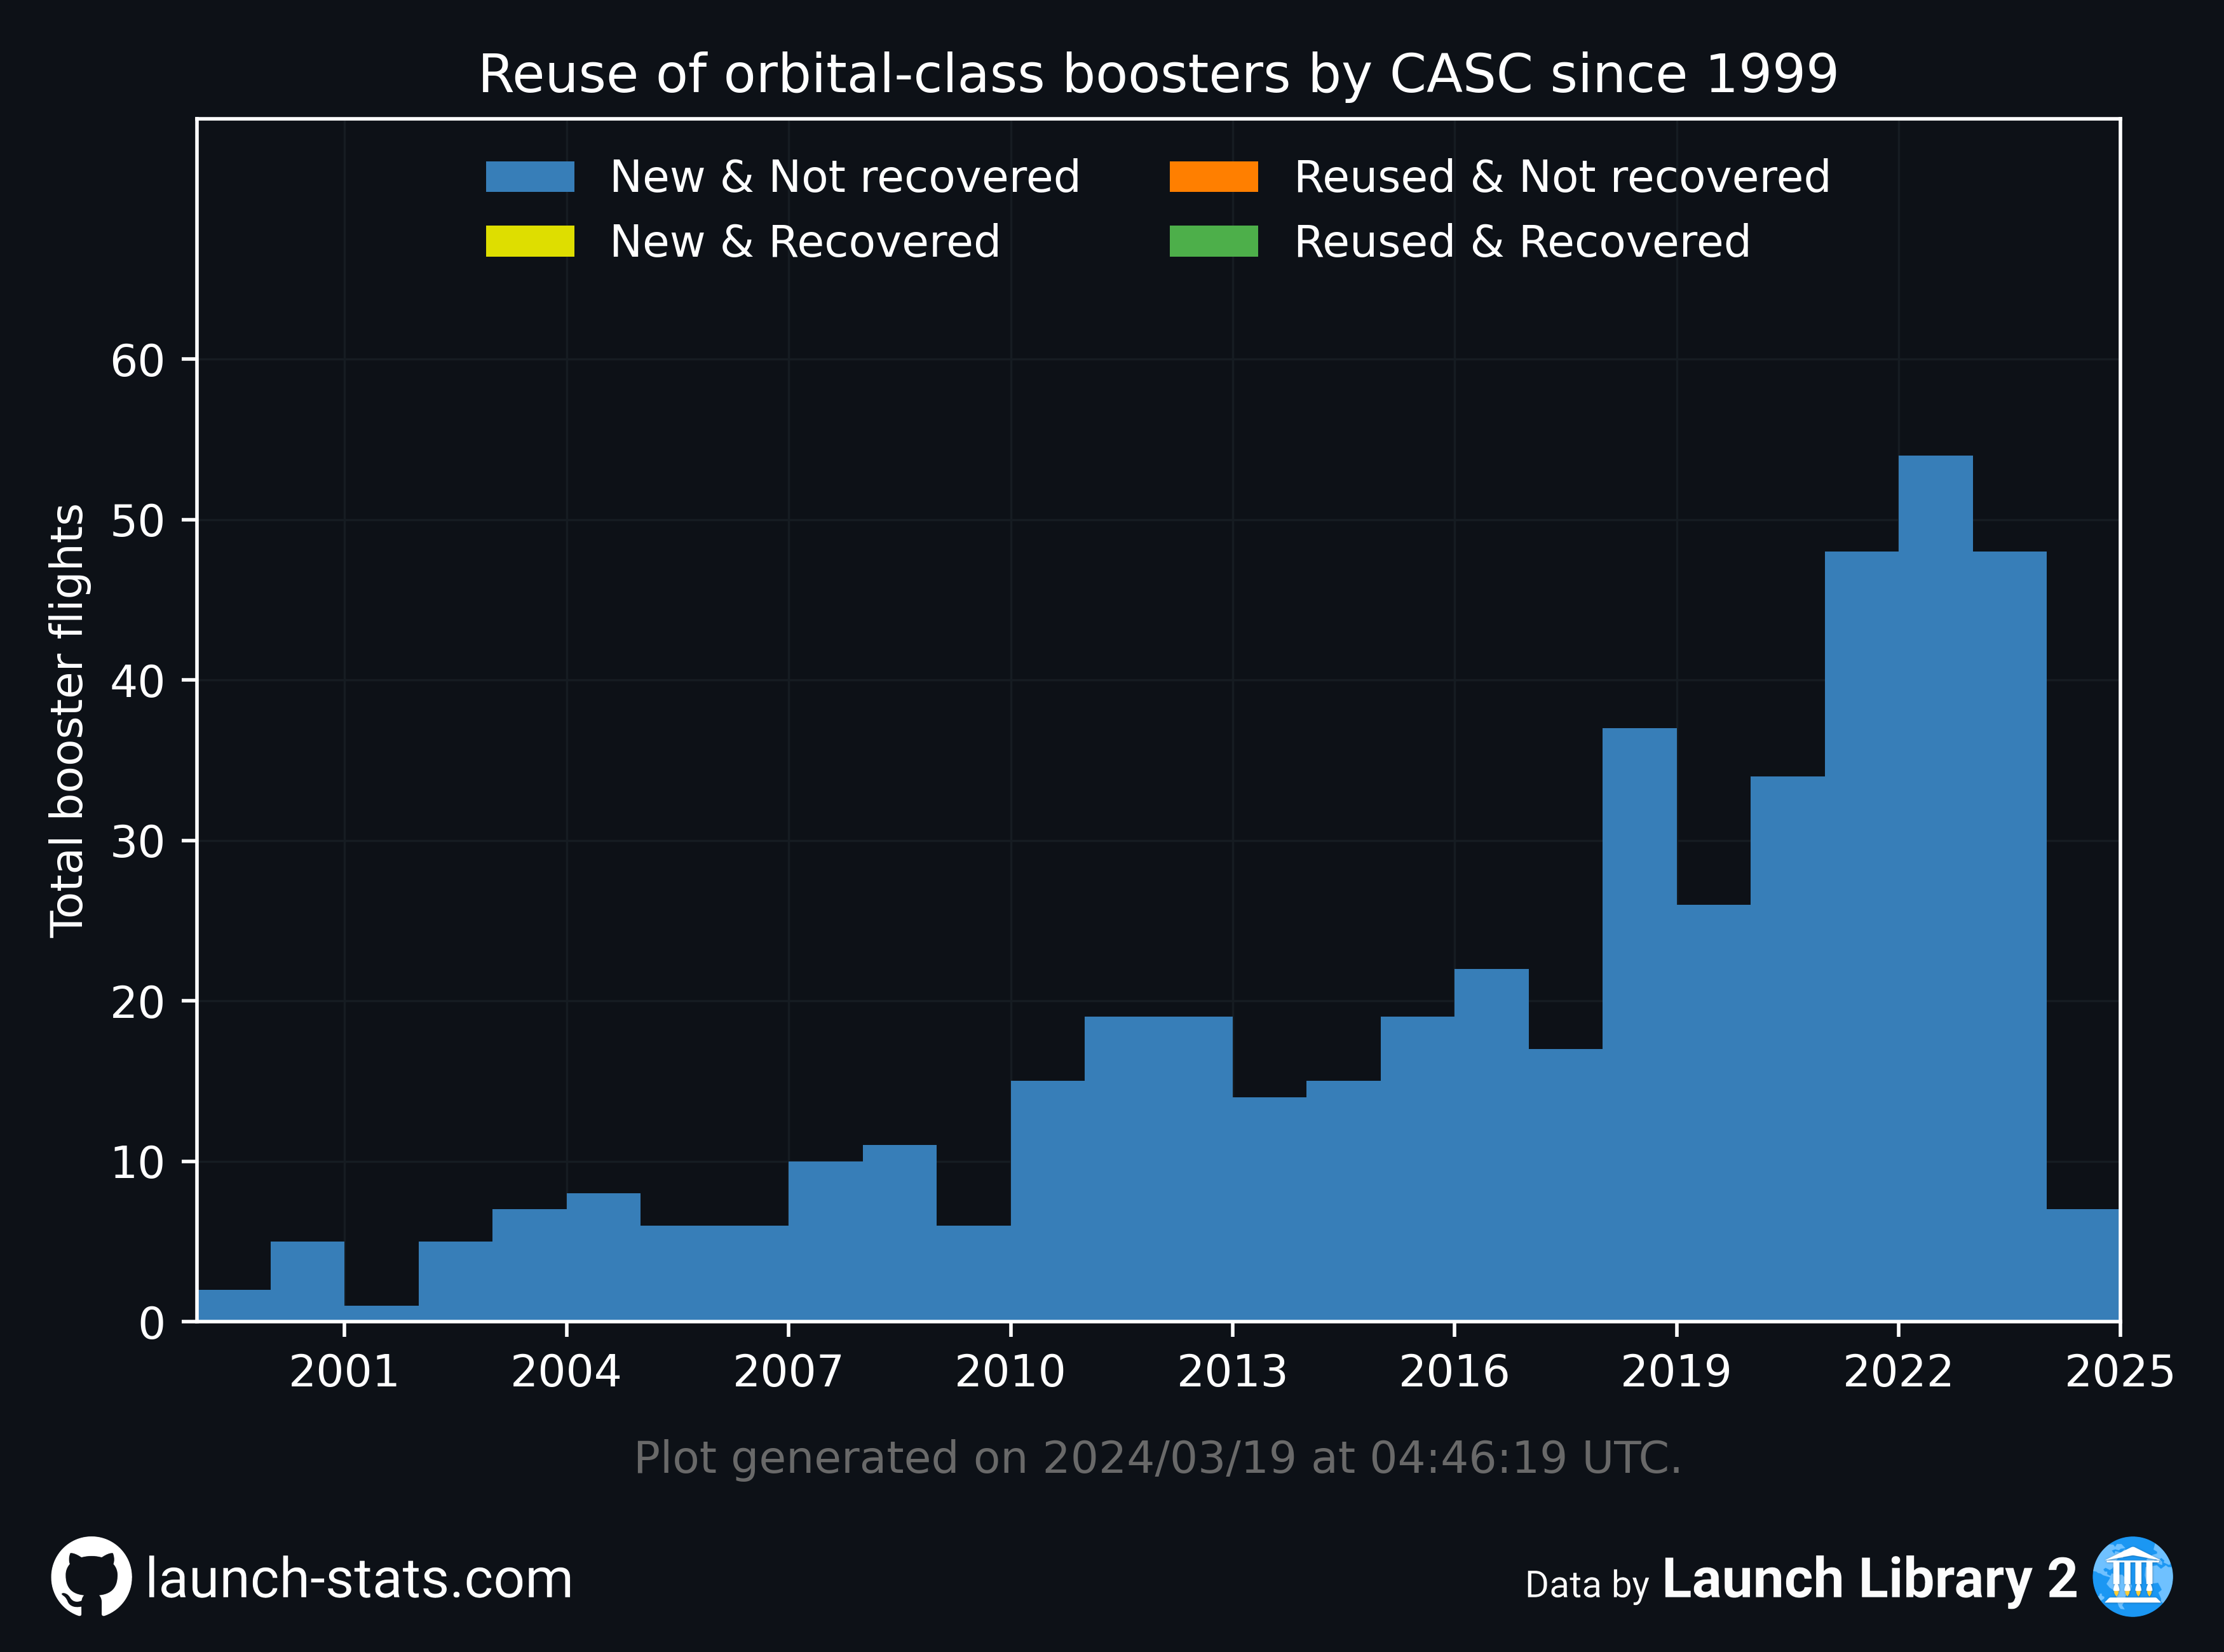 Reuse of orbital-class boosters by CASC since 1999
New & Not recovered
New & Recovered
Reused & Not recovered
Reused & Recovered
Total booster flights
60
50
40
30
20
10
0
2001 2004 2007 2010 2013 2016 2019 2022 2025
Plot generated on 2024/03/19 at 04:46:19 UTC.
launch-stats.com
Data by Launch Library 2